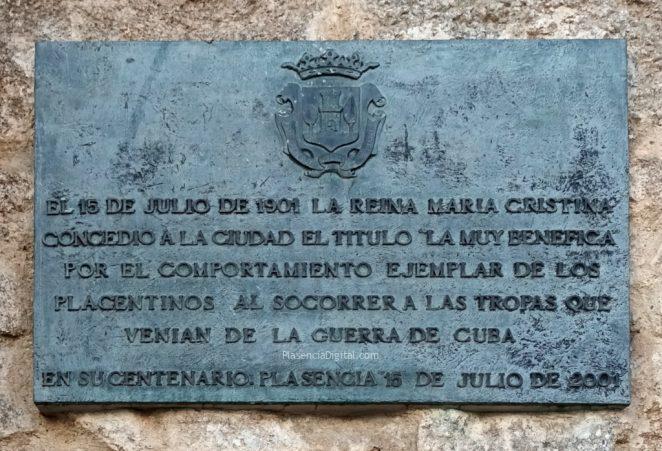 EL 15 DE JULIO DE 1901 LA REINA MARIA CRISTINA
CONCEDIO A LA CIUDAD EL TITULO "LA MUY BENEFICA"
POR EL COMPORTAMIENTO EJEMPLAR DE LOS
PLACENTINOS AL SOCORRER A LAS TROPAS QUE
VENIAN DE LA GUERRA DE CUBA
PlasenciaDigital.com
EN SU CENTENARIO. PLASENCIA 15 DE JULIO DE 2001